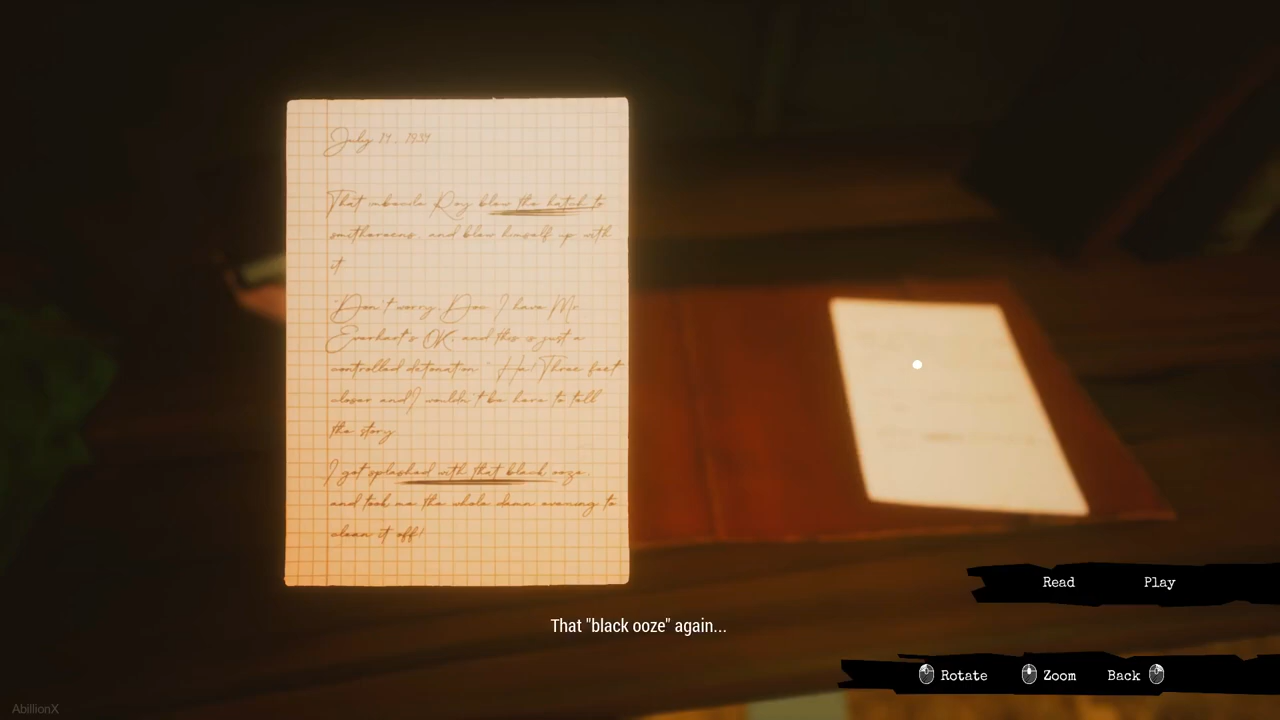 July 14, 1934
That imbecile Roy blew the hatch to
smithereens, and blew himself up with
it
"Don't worry Don, I have Mr.
Everhart's OK, and this is just a
controlled detonation." Ha! Three feet
closer and I wouldn't be here to tell
the story
I got splashed with that black ooze,
and took me the whole damn evening to
clean it off!
That "black ooze" again...
Read Play
Rotate Zoom Back
AbillionX